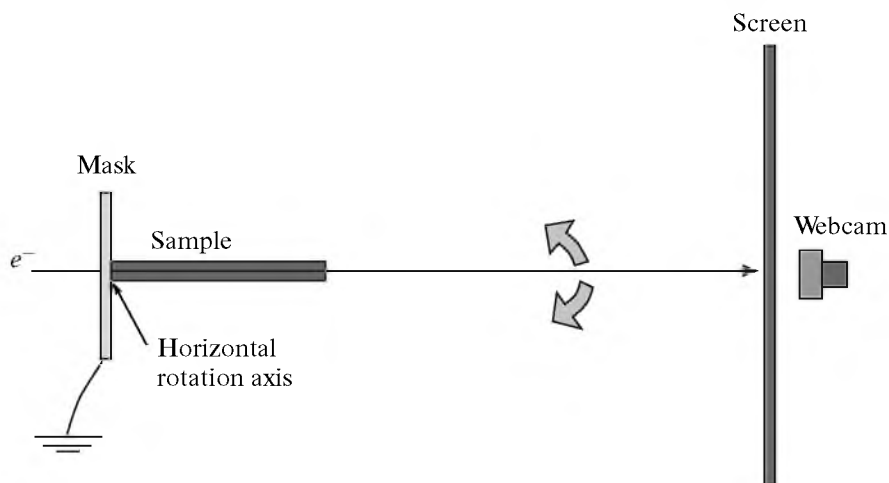 Screen
Mask
Webcam
Sample
e⁻
Horizontal
rotation axis